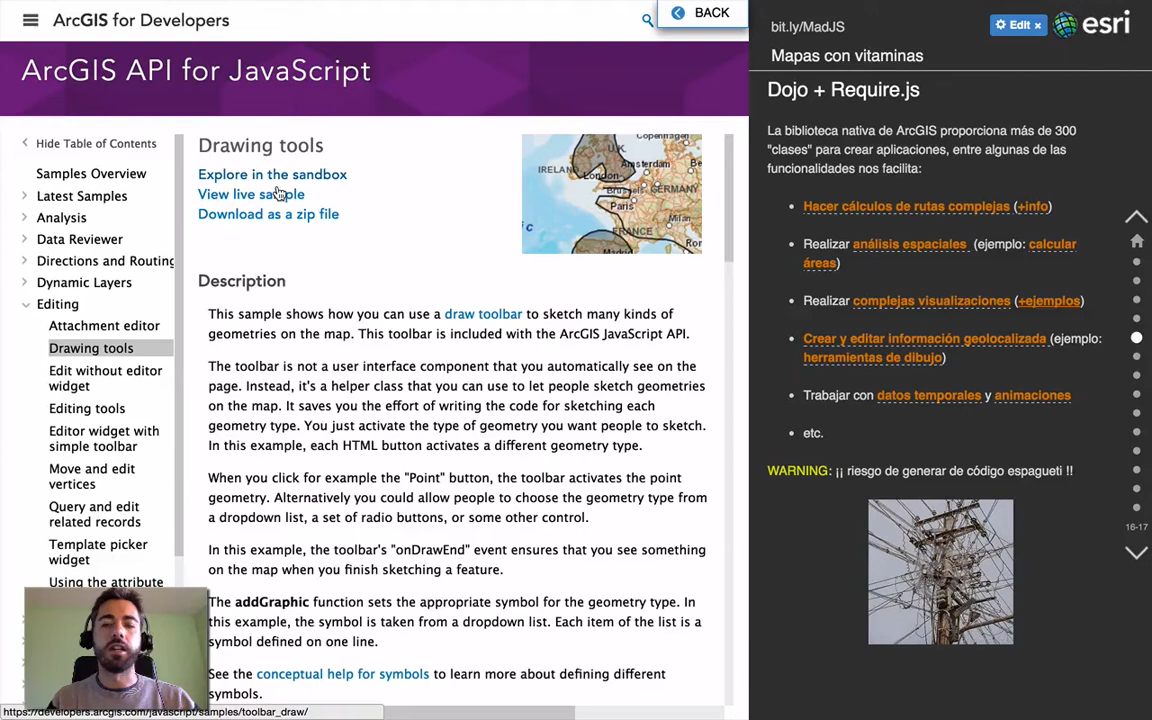 ArcGIS for Developers
BACK
ArcGIS API for JavaScript
Hide Table of Contents
Samples Overview
Latest Samples
Analysis
Data Reviewer
Directions and Routing
Dynamic Layers
Editing
Attachment editor
Drawing tools
Edit without editor
widget
Editing tools
Editor widget with
simple toolbar
Move and edit
vertices
Query and edit
related records
Template picker
widget
Using the attribute
Drawing tools
Explore in the sandbox
View live sample
Download as a zip file
Copenhagen
U.K.
IRELAND
Amsterdam
London
Brussels
GERMANY
Paris
Milan
FRANCE
Ror
Madrid
Description
This sample shows how you can use a draw toolbar to sketch many kinds of
geometries on the map. This toolbar is included with the ArcGIS JavaScript API.
The toolbar is not a user interface component that you automatically see on the
page. Instead, it's a helper class that you can use to let people sketch geometries
on the map. It saves you the effort of writing the code for sketching each
geometry type. You just activate the type of geometry you want people to sketch.
In this example, each HTML button activates a different geometry type.
When you click for example the "Point" button, the toolbar activates the point
geometry. Alternatively you could allow people to choose the geometry type from
a dropdown list, a set of radio buttons, or some other control.
In this example, the toolbar's "onDrawEnd" event ensures that you see something
on the map when you finish sketching a feature.
The addGraphic function sets the appropriate symbol for the geometry type. In
this example, the symbol is taken from a dropdown list. Each item of the list is a
symbol defined on one line.
See the conceptual help for symbols to learn more about defining different
symbols.
https://developers.arcgis.com/javascript/samples/toolbar_draw/
bit.ly/MadJS
Edit ×
esri
Mapas con vitaminas
Dojo + Require.js
La biblioteca nativa de ArcGIS proporciona más de 300
"clases" para crear aplicaciones, entre algunas de las
funcionalidades nos facilita:
• Hacer cálculos de rutas complejas (+info)
• Realizar análisis espaciales (ejemplo: calcular
áreas)
• Realizar complejas visualizaciones (+ejemplos)
• Crear y editar información geolocalizada (ejemplo:
herramientas de dibujo)
• Trabajar con datos temporales y animaciones
• etc.
WARNING: ¡¡ riesgo de generar de código espagueti !!
16-17